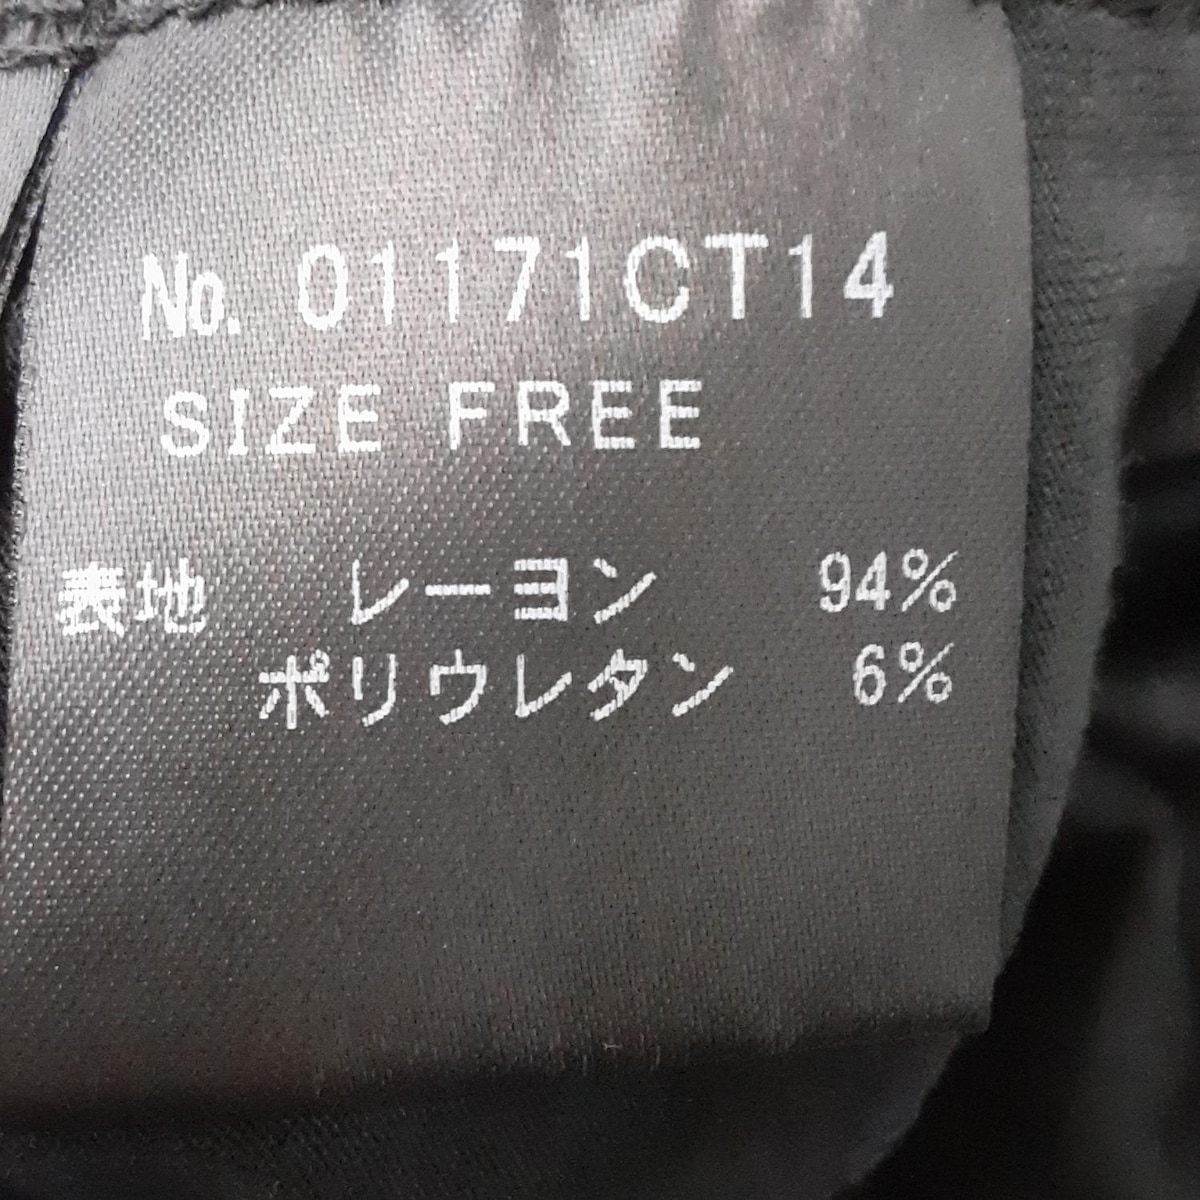 No. 01171CT14
SIZE FREE
表地 レーヨン 94%
ポリウレタン 6%